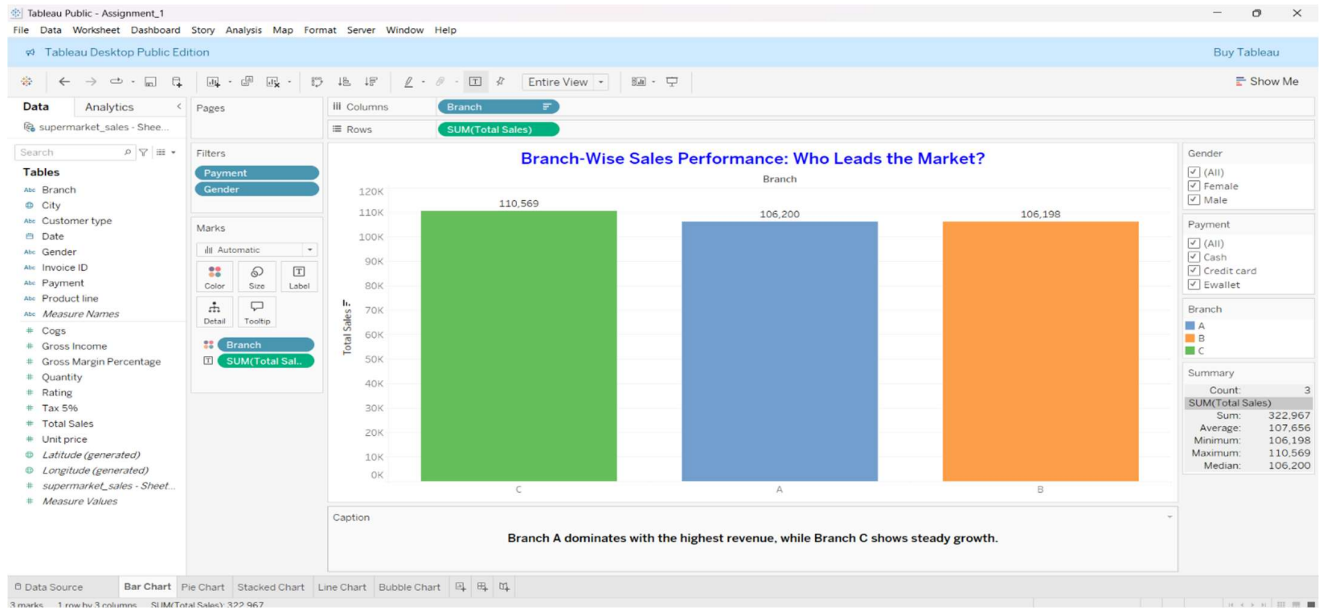 Tableau Public - Assignment_1
File Data Worksheet Dashboard Story Analysis Map Format Server Window Help
Tableau Desktop Public Edition
Buy Tableau
Entire View
Show Me
Data Analytics
supermarket_sales - Shee...
Search
Tables
Abc Branch
City
Abc Customer type
Date
Abc Gender
Abc Invoice ID
Abc Payment
Abc Product line
Abc Measure Names
# Cogs
# Gross Income
# Gross Margin Percentage
# Quantity
# Rating
# Tax 5%
# Total Sales
# Unit price
Latitude (generated)
Longitude (generated)
# supermarket_sales - Sheet...
# Measure Values
Pages
Filters
Payment
Gender
Marks
Automatic
Color Size Label
Detail Tooltip
Branch
SUM(Total Sal..
Columns Branch
Rows SUM(Total Sales)
Branch-Wise Sales Performance: Who Leads the Market?
Branch
Total Sales
120K
110K
100K
90K
80K
70K
60K
50K
40K
30K
20K
10K
0K
110,569
106,200
106,198
C A B
Caption
Branch A dominates with the highest revenue, while Branch C shows steady growth.
Gender
(All)
Female
Male
Payment
(All)
Cash
Credit card
Ewallet
Branch
A
B
C
Summary
Count: 3
SUM(Total Sales)
Sum: 322,967
Average: 107,656
Minimum: 106,198
Maximum: 110,569
Median: 106,200
Data Source Bar Chart Pie Chart Stacked Chart Line Chart Bubble Chart
3 marks 1 row by 3 columns SUM(Total Sales): 322,967